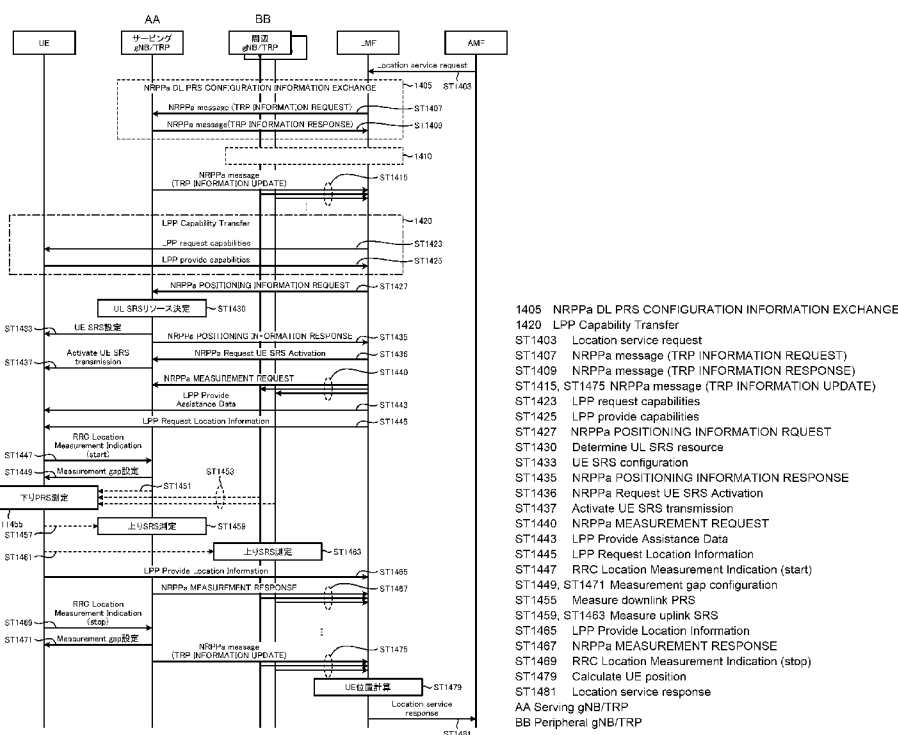 AA
BB
UE
サービング
gNB/TRP
周辺
gNB/TRP
LMF
AMF
Location service request
ST1403
NRPPa DL PRS CONFIGURATION INFORMATION EXCHANGE
1405
NRPPa message (TRP INFORMATION REQUEST)
ST1407
NRPPa message(TRP INFORMATION RESPONSE)
ST1409
1410
NRPPa message
(TRP INFORMATION UPDATE)
ST1415
1420
LPP Capability Transfer
LPP request capabilities
ST1423
LPP provide capabilities
ST1425
NRPPa POSITIONING INFORMATION REQUEST
ST1427
UL SRSリソース決定
ST1430
ST1433
UE SRS設定
NRPPa POSITIONING INFORMATION RESPONSE
ST1435
ST1437
Activate UE SRS
transmission
NRPPa Request UE SRS Activation
ST1436
NRPPa MEASUREMENT REQUEST
ST1440
LPP Provide
Assistance Data
ST1443
LPP Request Location Information
ST1445
RRC Location
Measurement Indication
(start)
ST1447
ST1449
Measurement gap設定
ST1451
ST1453
下りPRS測定
ST1455
ST1457
上りSRS測定
ST1459
ST1461
上りSRS測定
ST1463
LPP Provide Location Information
ST1465
NRPPa MEASUREMENT RESPONSE
ST1467
RRC Location
Measurement Indication
(stop)
ST1469
ST1471
Measurement gap設定
NRPPa message
(TRP INFORMATION UPDATE)
ST1475
UE位置計算
ST1479
Location service
response
ST1481
1405 NRPPa DL PRS CONFIGURATION INFORMATION EXCHANGE
1420 LPP Capability Transfer
ST1403 Location service request
ST1407 NRPPa message (TRP INFORMATION REQUEST)
ST1409 NRPPa message (TRP INFORMATION RESPONSE)
ST1415, ST1475 NRPPa message (TRP INFORMATION UPDATE)
ST1423 LPP request capabilities
ST1425 LPP provide capabilities
ST1427 NRPPa POSITIONING INFORMATION RQUEST
ST1430 Determine UL SRS resource
ST1433 UE SRS configuration
ST1435 NRPPa POSITIONING INFORMATION RESPONSE
ST1436 NRPPa Request UE SRS Activation
ST1437 Activate UE SRS transmission
ST1440 NRPPa MEASUREMENT REQUEST
ST1443 LPP Provide Assistance Data
ST1445 LPP Request Location Information
ST1447 RRC Location Measurement Indication (start)
ST1449, ST1471 Measurement gap configuration
ST1455 Measure downlink PRS
ST1459, ST1463 Measure uplink SRS
ST1465 LPP Provide Location Information
ST1467 NRPPa MEASUREMENT RESPONSE
ST1469 RRC Location Measurement Indication (stop)
ST1479 Calculate UE position
ST1481 Location service response
AA Serving gNB/TRP
BB Peripheral gNB/TRP